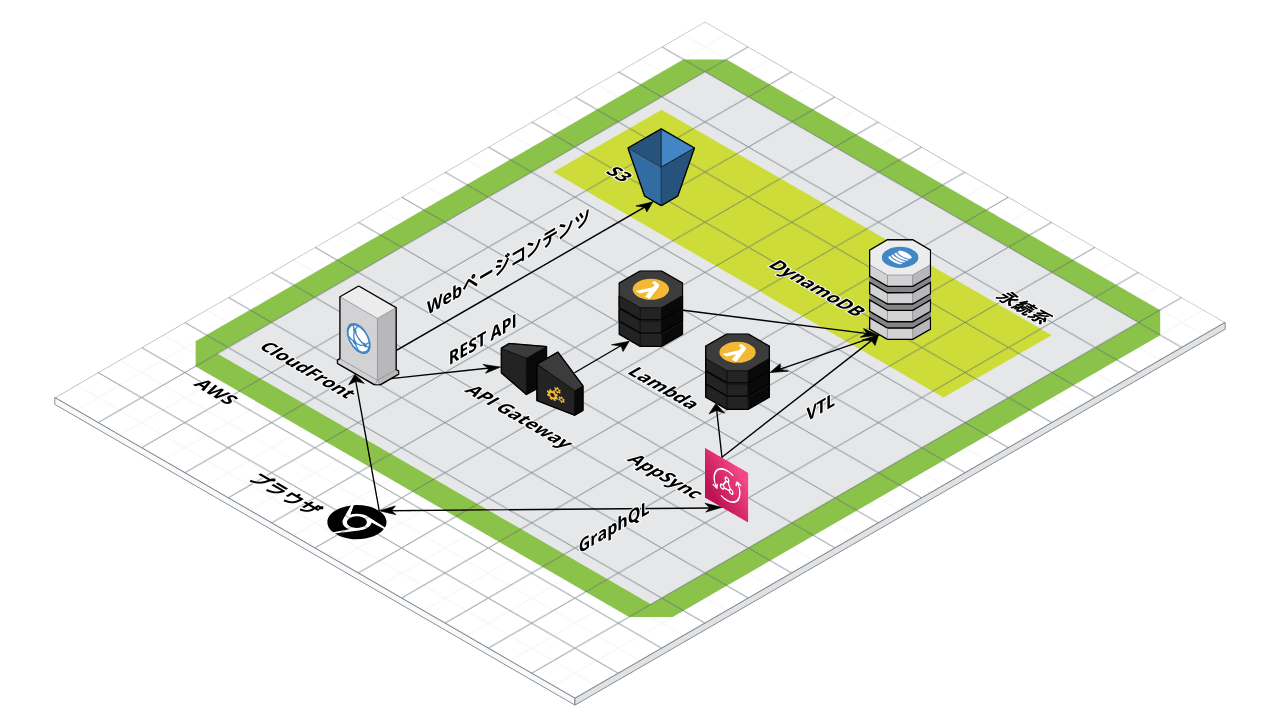 S3
Webページコンテンツ
DynamoDB
永続系
REST API
CloudFront
API Gateway
Lambda
AWS
VTL
AppSync
ブラウザ
GraphQL